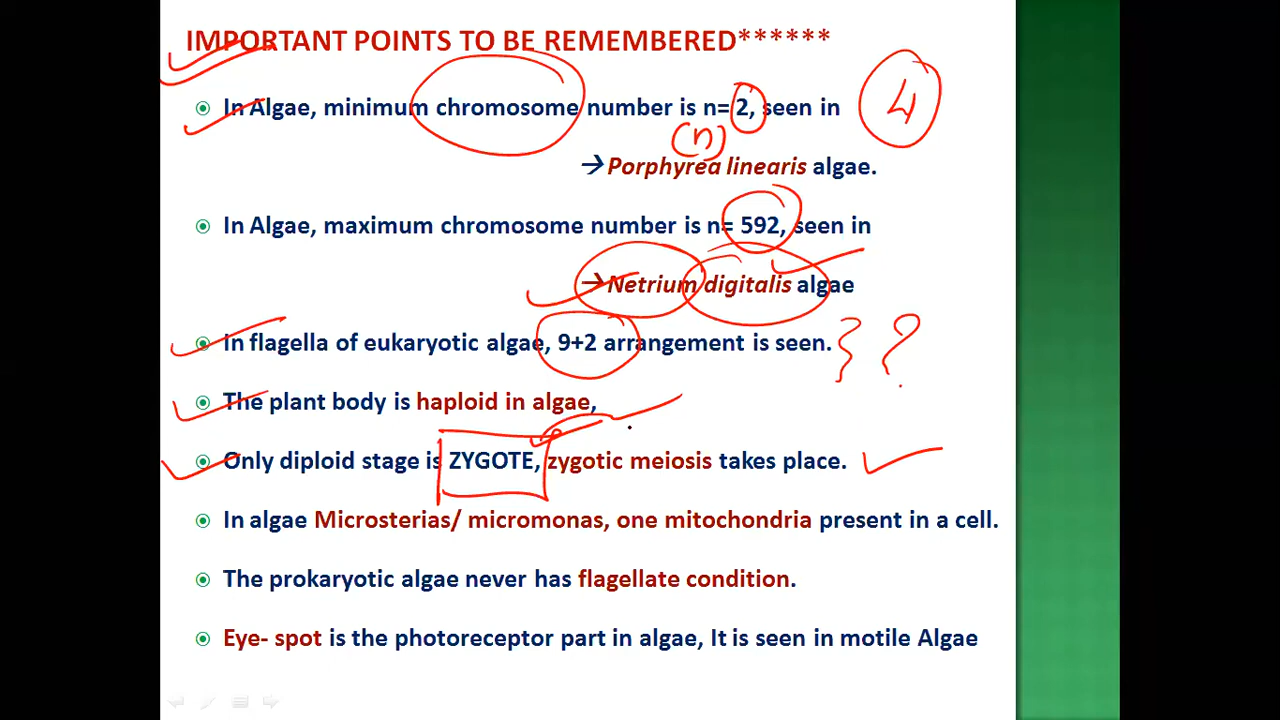 IMPORTANT POINTS TO BE REMEMBERED******
In Algae, minimum chromosome number is n= 2, seen in
4
(n)
→Porphyrea linearis algae.
In Algae, maximum chromosome number is n= 592, seen in
→Netrium digitalis algae
In flagella of eukaryotic algae, 9+2 arrangement is seen. } ?
The plant body is haploid in algae,
Only diploid stage is ZYGOTE, zygotic meiosis takes place.
In algae Microsterias/ micromonas, one mitochondria present in a cell.
The prokaryotic algae never has flagellate condition.
Eye- spot is the photoreceptor part in algae, It is seen in motile Algae